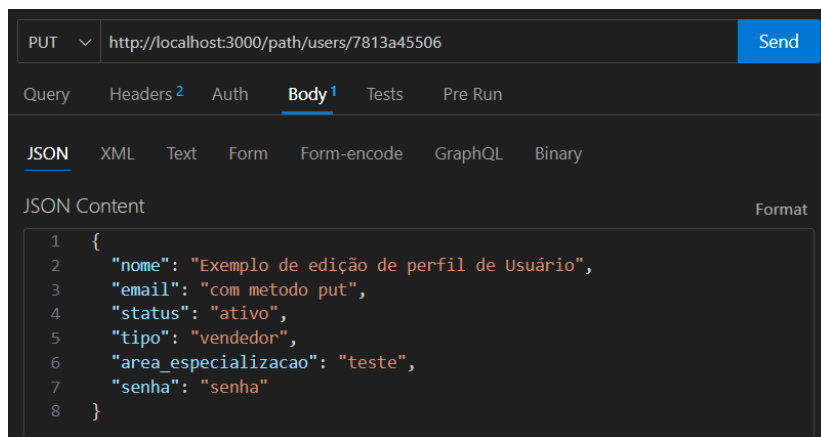 PUT http://localhost:3000/path/users/7813a45506 Send
Query Headers 2 Auth Body 1 Tests Pre Run
JSON XML Text Form Form-encode GraphQL Binary
JSON Content Format
1 {
2 "nome": "Exemplo de edição de perfil de Usuário",
3 "email": "com metodo put",
4 "status": "ativo",
5 "tipo": "vendedor",
6 "area_especializacao": "teste",
7 "senha": "senha"
8 }